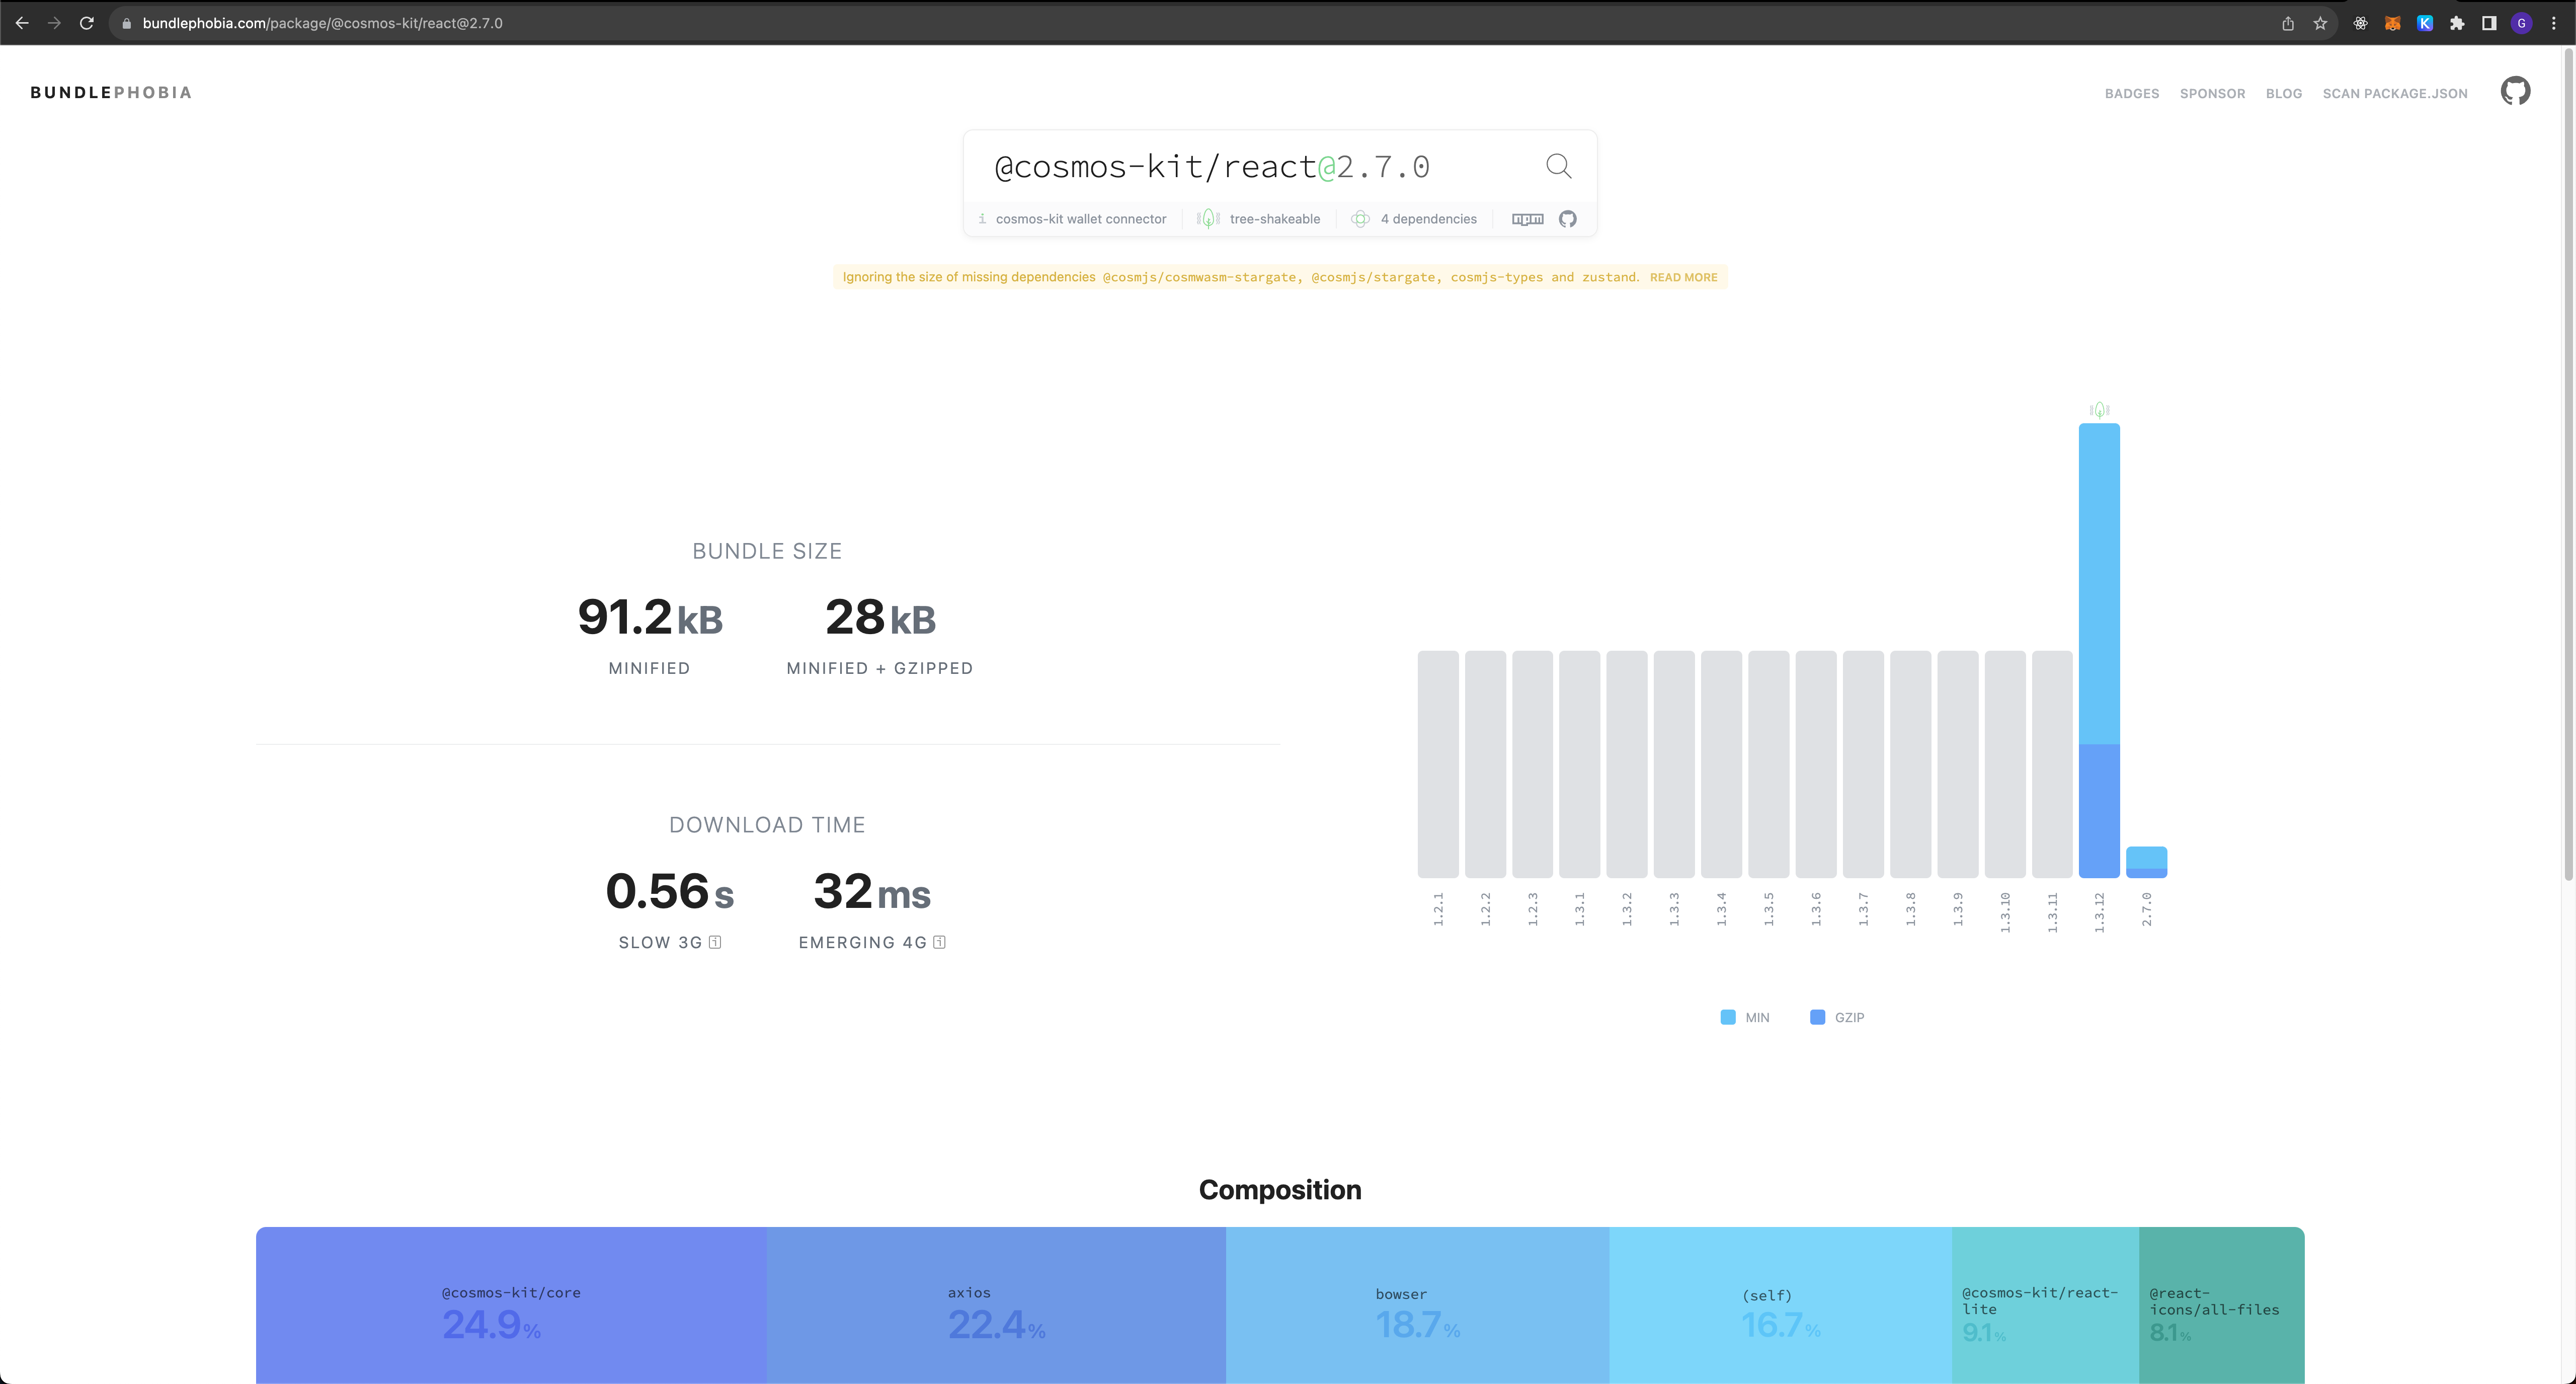 bundlephobia.com/package/@cosmos-kit/react@2.7.0
G
BUNDLEPHOBIA
BADGES SPONSOR BLOG SCAN PACKAGE.JSON
@cosmos-kit/react@2.7.0
i cosmos-kit wallet connector tree-shakeable 4 dependencies npm
Ignoring the size of missing dependencies @cosmjs/cosmwasm-stargate, @cosmjs/stargate, cosmjs-types and zustand. READ MORE
BUNDLE SIZE
91.2 kB 28 kB
MINIFIED MINIFIED + GZIPPED
DOWNLOAD TIME
0.56 s 32 ms
SLOW 3G EMERGING 4G
1.2.1 1.2.2 1.2.3 1.3.1 1.3.2 1.3.3 1.3.4 1.3.5 1.3.6 1.3.7 1.3.8 1.3.9 1.3.10 1.3.11 1.3.12 2.7.0
MIN GZIP
Composition
@cosmos-kit/core
24.9%
axios
22.4%
bowser
18.7%
(self)
16.7%
@cosmos-kit/react-
lite
9.1%
@react-
icons/all-files
8.1%